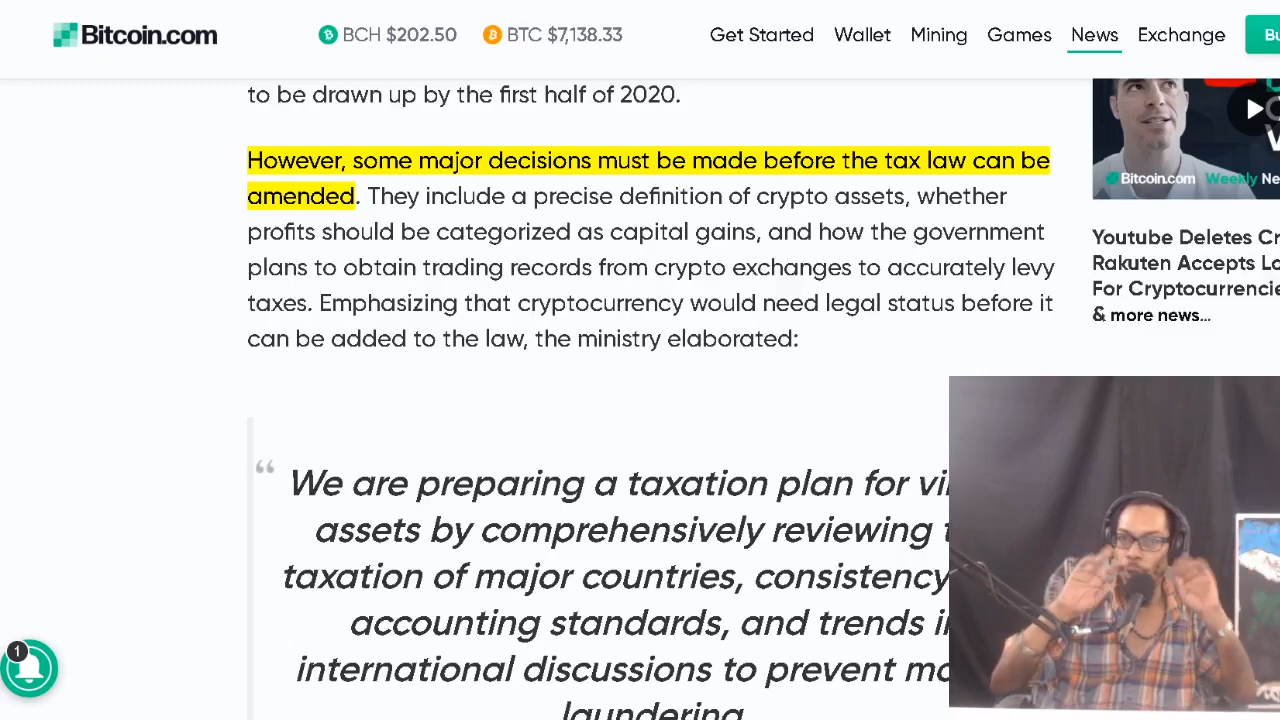 Bitcoin.com BCH $202.50 BTC $7,138.33 Get Started Wallet Mining Games News Exchange
to be drawn up by the first half of 2020.
However, some major decisions must be made before the tax law can be
amended. They include a precise definition of crypto assets, whether
profits should be categorized as capital gains, and how the government
plans to obtain trading records from crypto exchanges to accurately levy
taxes. Emphasizing that cryptocurrency would need legal status before it
can be added to the law, the ministry elaborated:
Bitcoin.com Weekly
Youtube Deletes
Rakuten Accepts
For
& more news...
“ We are preparing a taxation plan for
assets by comprehensively reviewing
taxation of major countries, consistency
accounting standards, and trends
international discussions to prevent
laundering
1